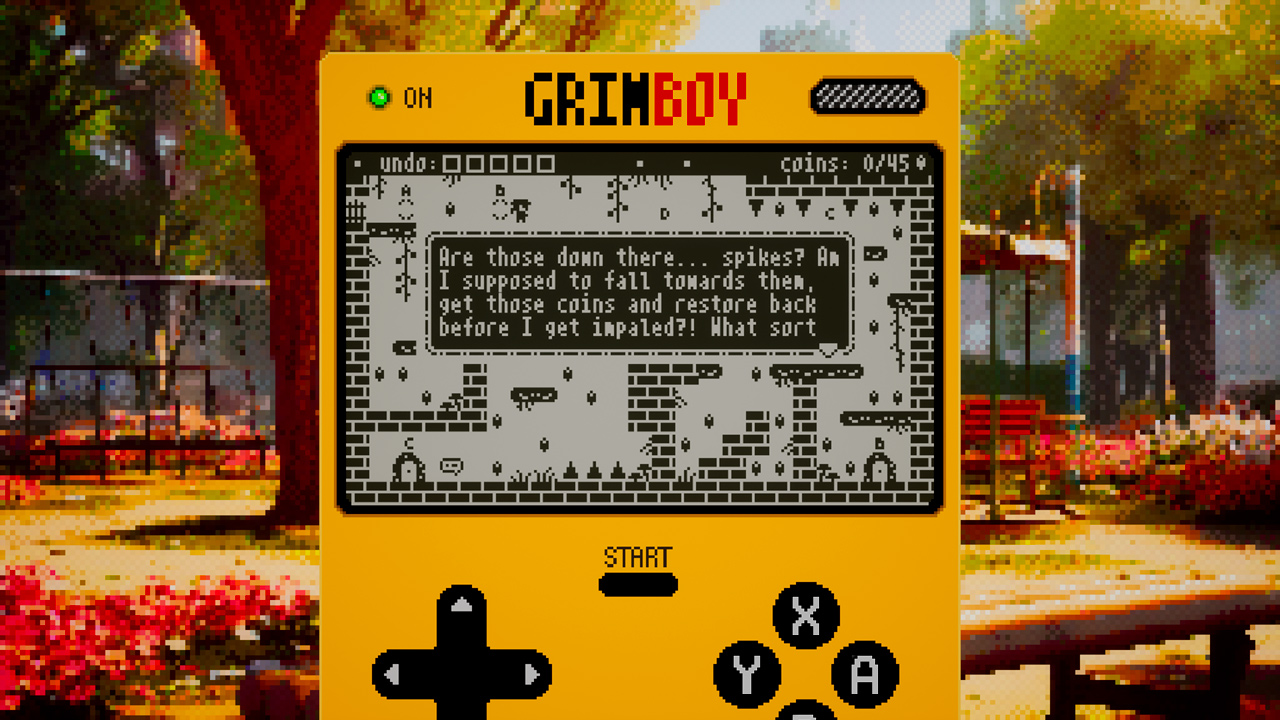 ON
GRIMBOY
undo:
coins: 0/45
A
B
D
C
Are those down there... spikes? Am
I supposed to fall towards them,
get those coins and restore back
before I get impaled?! What sort
C
START
X
Y
A